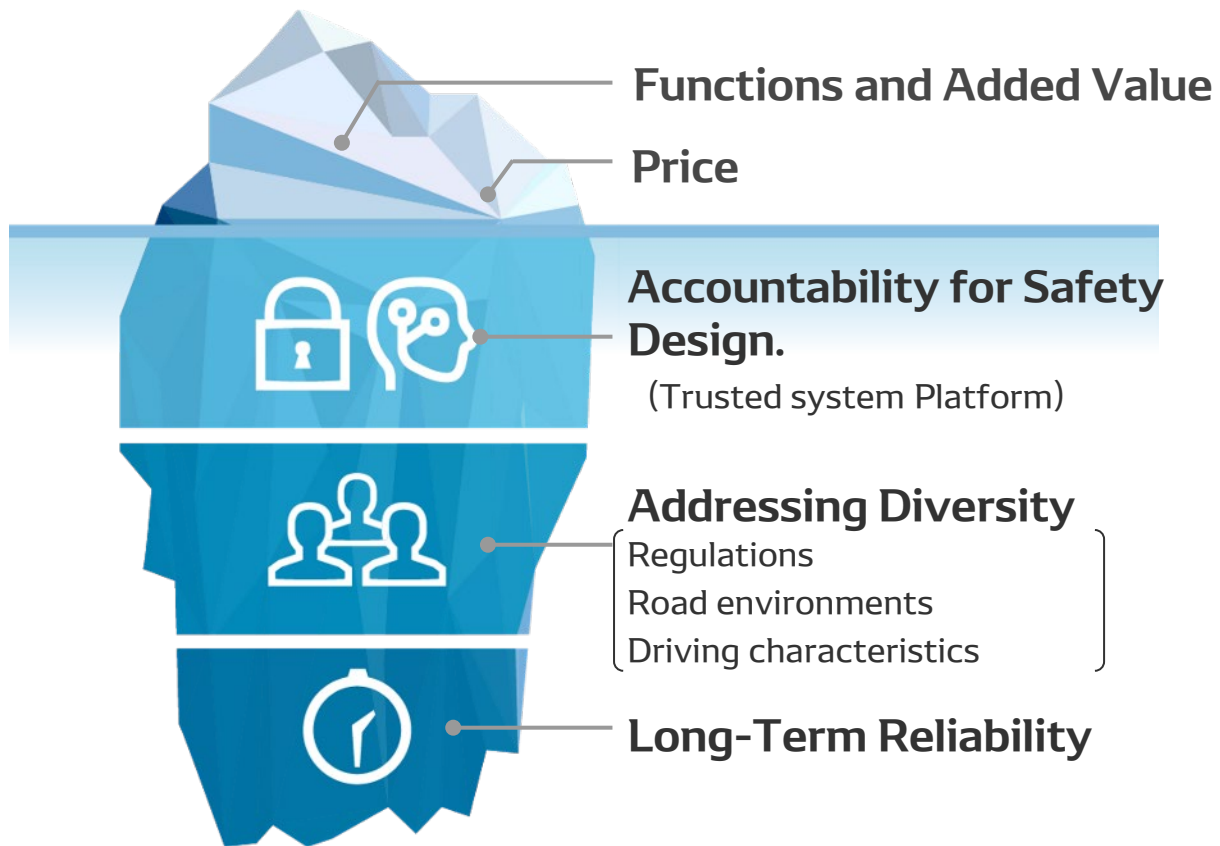 Functions and Added Value
Price
Accountability for Safety
Design.
(Trusted system Platform)
Addressing Diversity
Regulations
Road environments
Driving characteristics
Long-Term Reliability